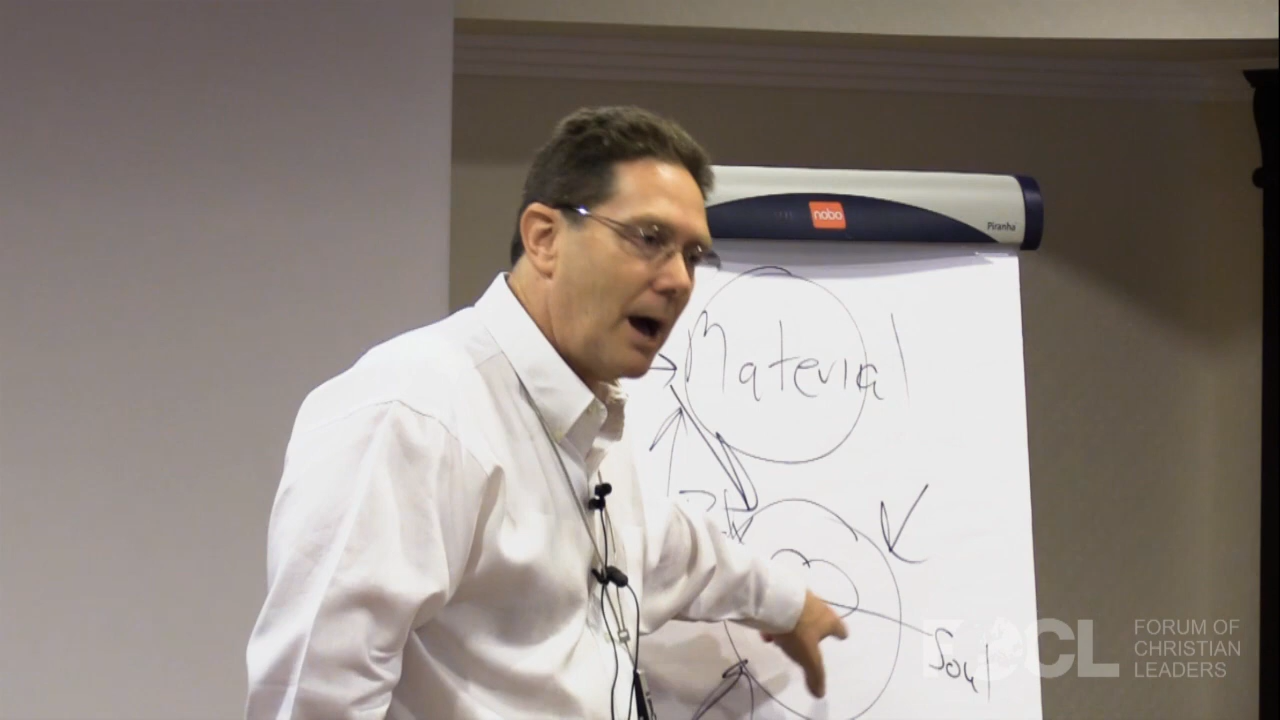 nobo
Piranha
Material
Soul
FOCL
FORUM OF
CHRISTIAN
LEADERS